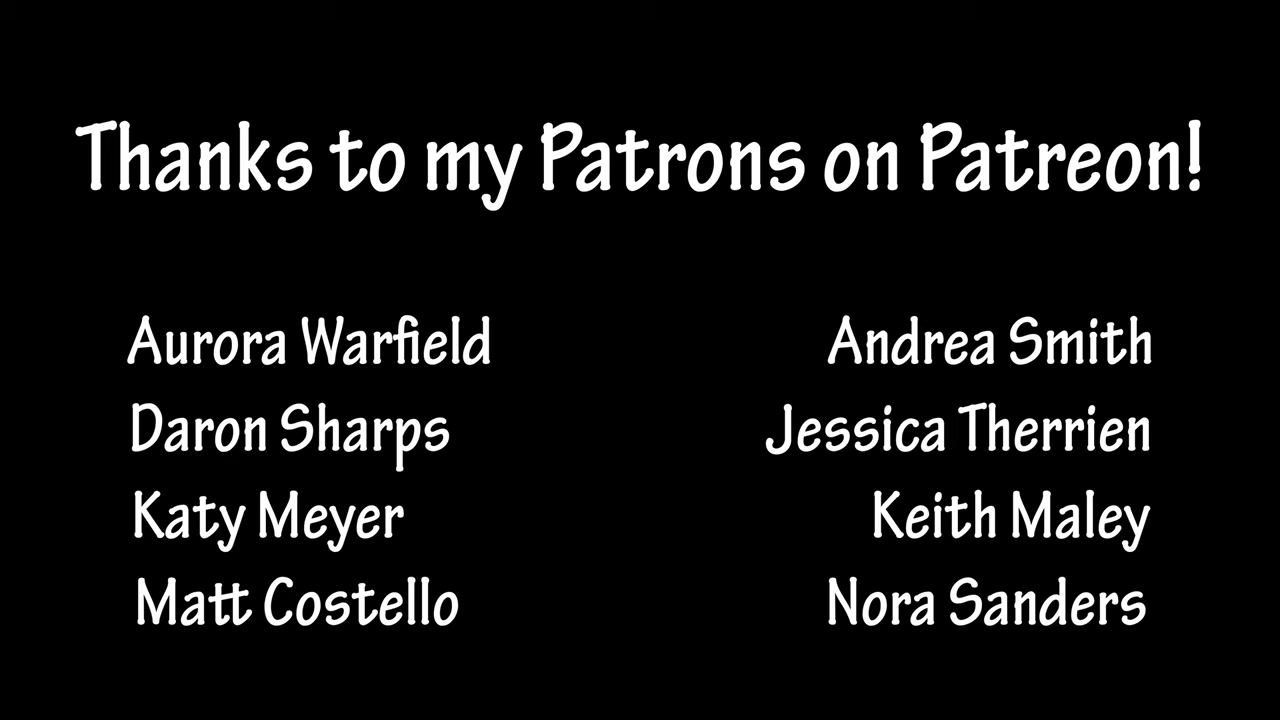 Thanks to my Patrons on Patreon!
Aurora Warfield
Daron Sharps
Katy Meyer
Matt Costello
Andrea Smith
Jessica Therrien
Keith Maley
Nora Sanders